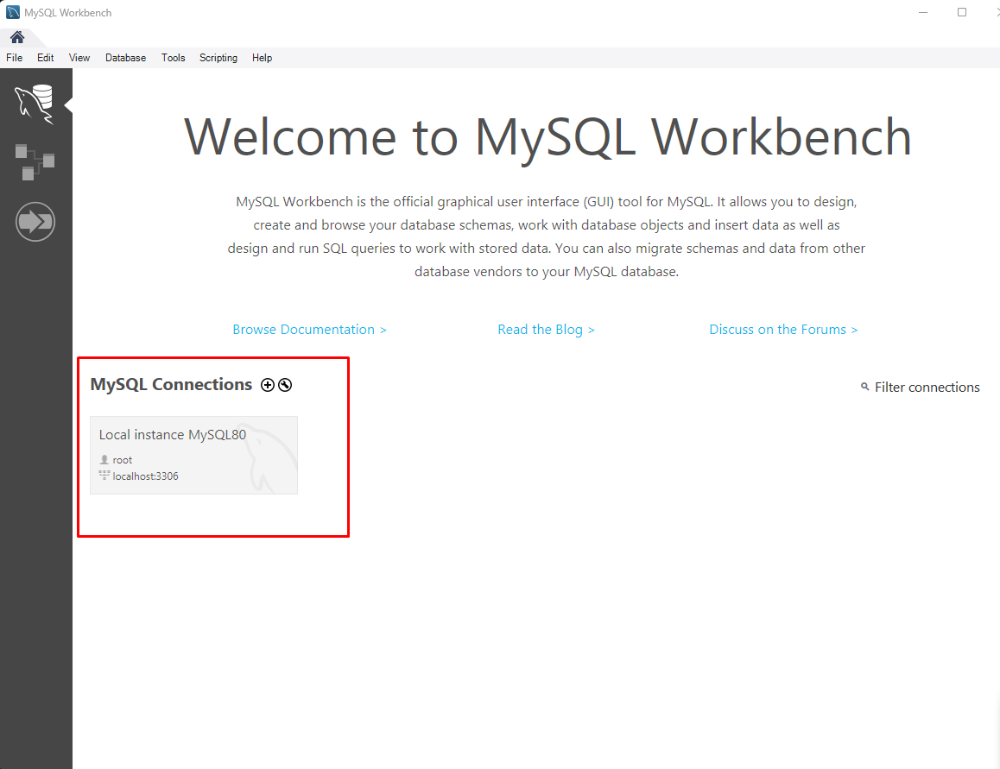 MySQL Workbench
File Edit View Database Tools Scripting Help
Welcome to MySQL Workbench
MySQL Workbench is the official graphical user interface (GUI) tool for MySQL. It allows you to design,
create and browse your database schemas, work with database objects and insert data as well as
design and run SQL queries to work with stored data. You can also migrate schemas and data from other
database vendors to your MySQL database.
Browse Documentation > Read the Blog > Discuss on the Forums >
MySQL Connections
Filter connections
Local instance MySQL80
root
localhost:3306